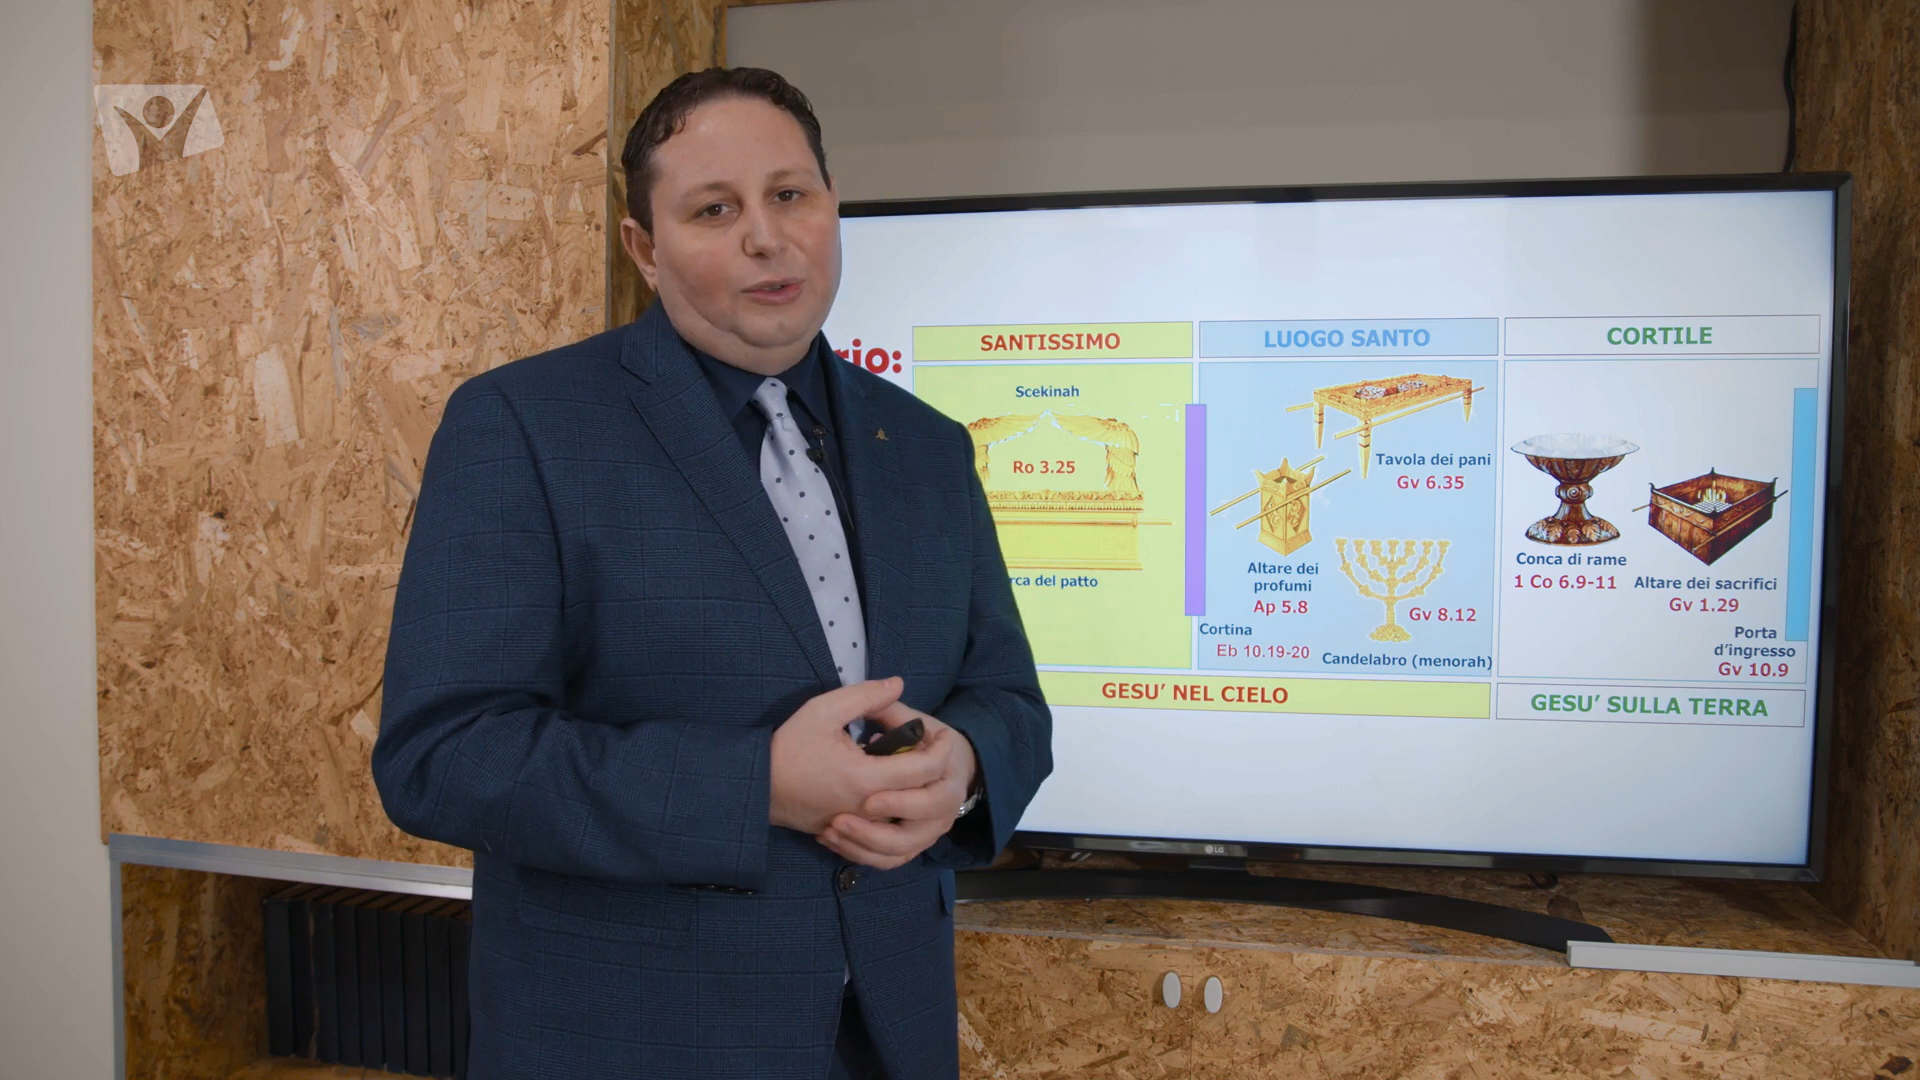 SANTISSIMO
LUOGO SANTO
CORTILE
rio:
Scekinah
Ro 3.25
rca del patto
Tavola dei pani
Gv 6.35
Altare dei
profumi
Ap 5.8
Gv 8.12
Cortina
Eb 10.19-20
Candelabro (menorah)
Conca di rame
1 Co 6.9-11
Altare dei sacrifici
Gv 1.29
Porta
d'ingresso
Gv 10.9
GESU' NEL CIELO
GESU' SULLA TERRA
LG